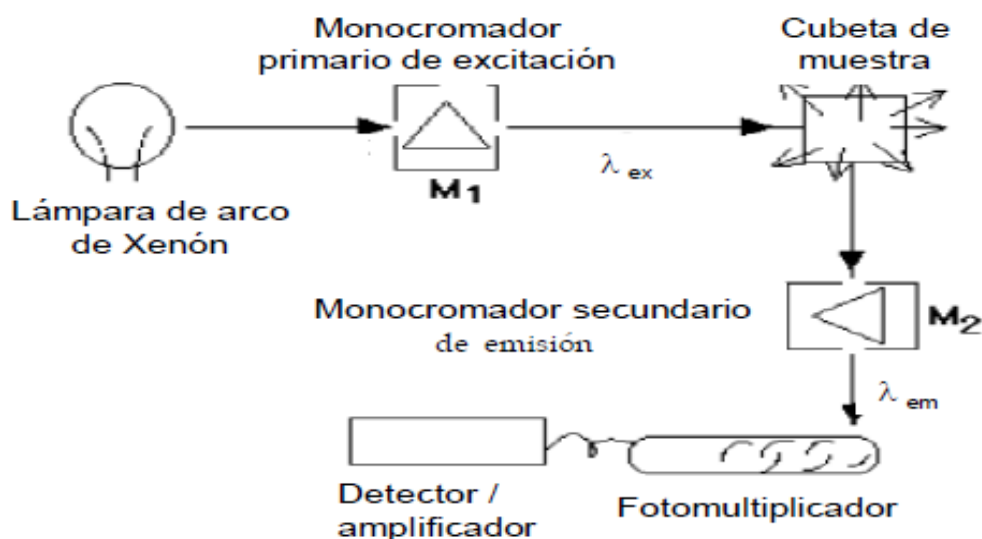 Monocromador
primario de excitación
Cubeta de
muestra
λ ex
M1
Lámpara de arco
de Xenón
Monocromador secundario
de emisión
M2
λ em
Detector /
amplificador
Fotomultiplicador